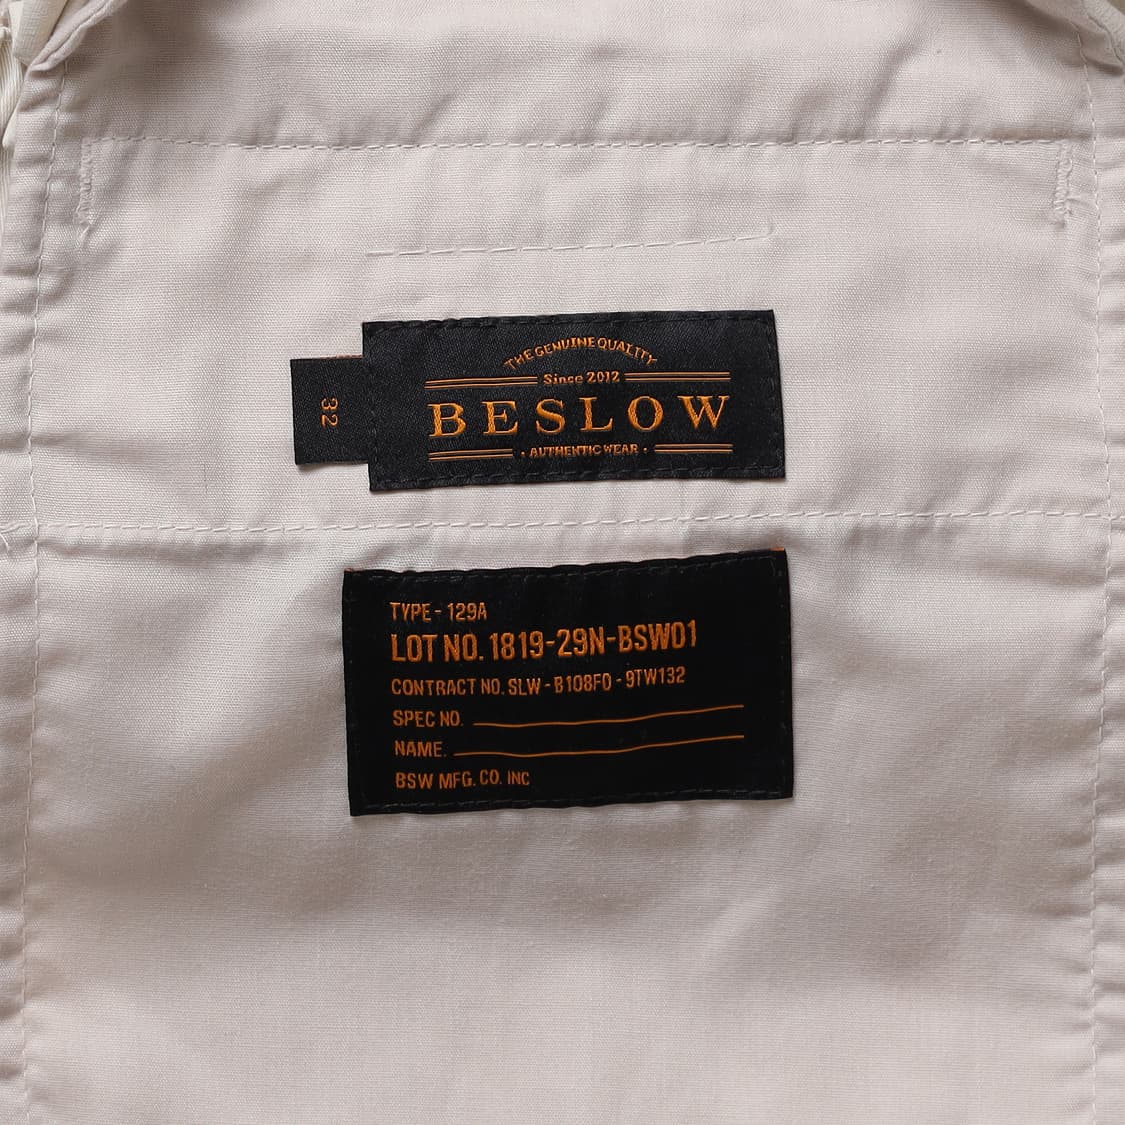 THE GENUINE QUALITY
Since 2012
BESLOW
• AUTHENTIC WEAR •
32
TYPE - 129A
LOT NO. 1819-29N-BSW01
CONTRACT NO. SLW - B108FD - 9TW132
SPEC NO.
NAME.
BSW MFG. CO. INC